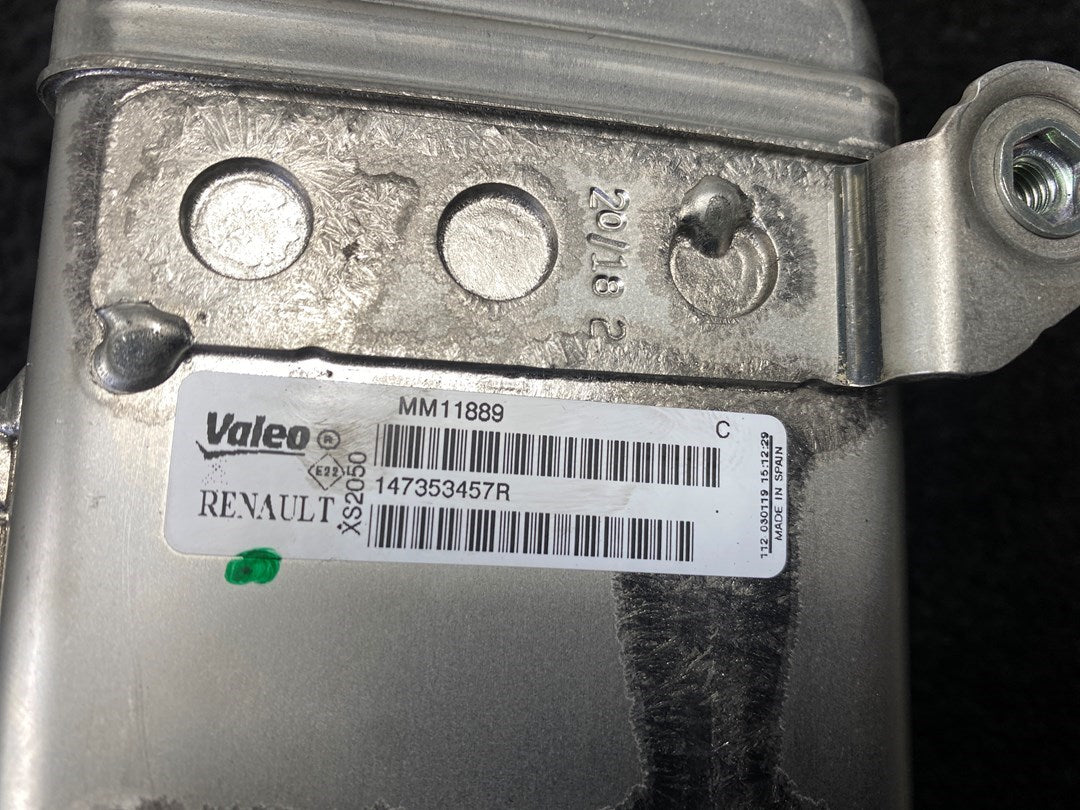 20/18 2
MM11889
C
Valeo ®
E22
147353457R
RENAULT
XS2050
112 030119 15:12:29
MADE IN SPAIN